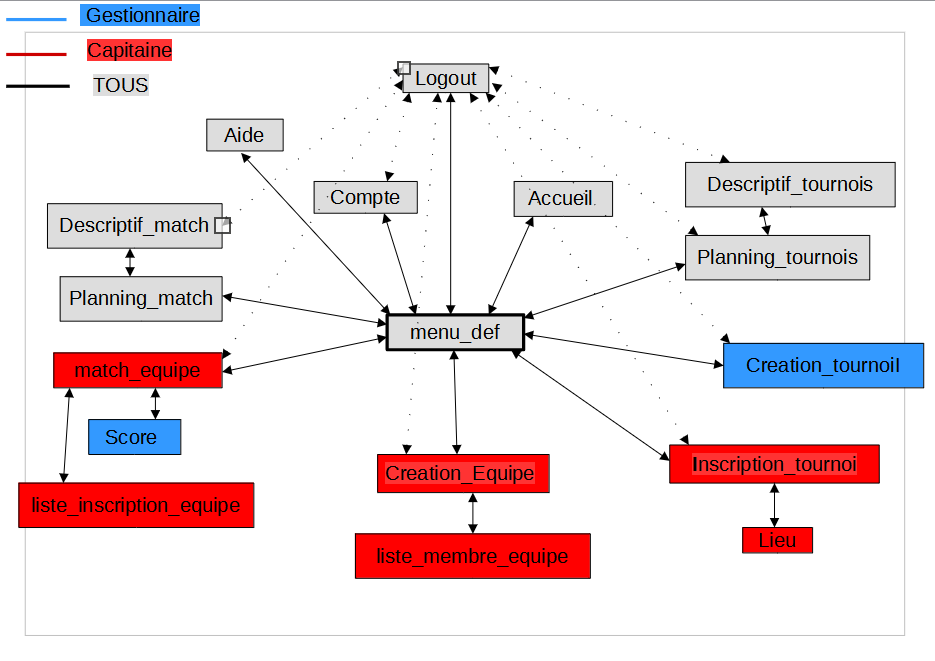 Gestionnaire
Capitaine
TOUS
Logout
Aide
Compte
Accueil
Descriptif_tournois
Descriptif_match
Planning_tournois
Planning_match
menu_def
match_equipe
Creation_tournoil
Score
Creation_Equipe
Inscription_tournoi
liste_inscription_equipe
Lieu
liste_membre_equipe